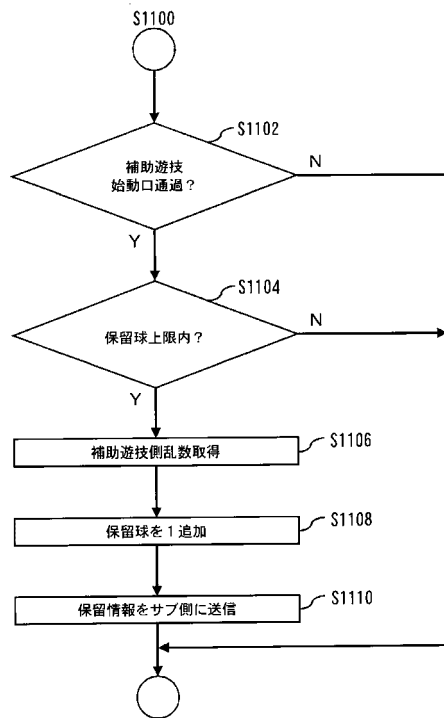 S1100
S1102
補助遊技
始動口通過?
N
Y
S1104
保留球上限内?
N
Y
補助遊技側乱数取得
S1106
保留球を1追加
S1108
保留情報をサブ側に送信
S1110